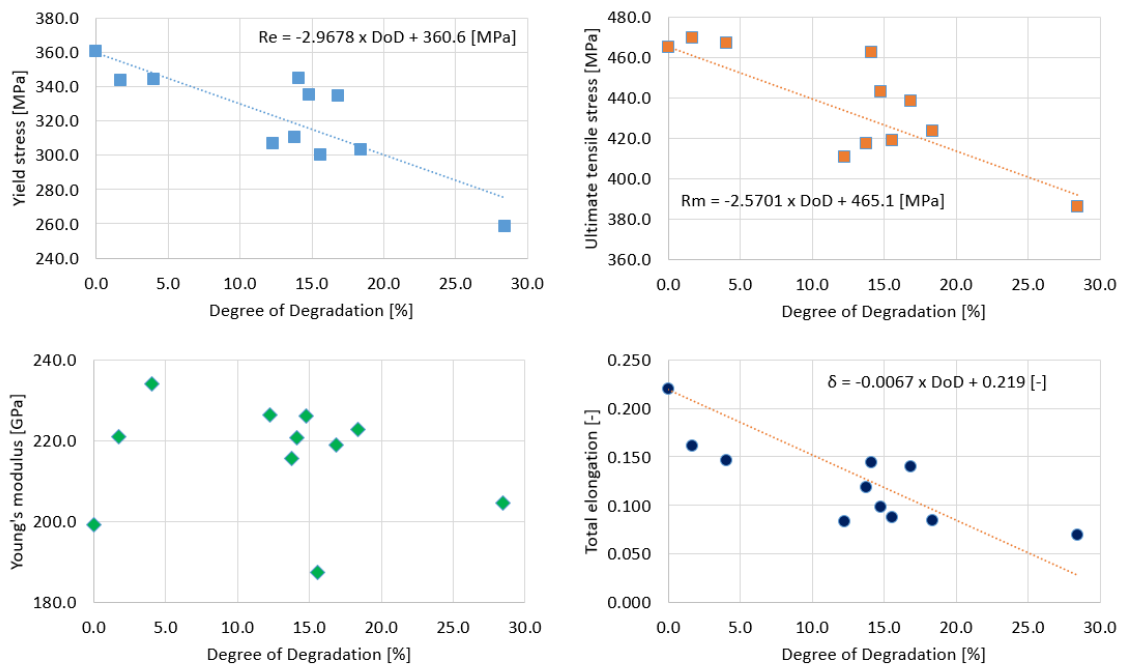 Yield stress [MPa]
380.0
360.0
340.0
320.0
300.0
280.0
260.0
240.0
Re = -2.9678 x DoD + 360.6 [MPa]
0.0 5.0 10.0 15.0 20.0 25.0 30.0
Degree of Degradation [%]
Ultimate tensile stress [MPa]
480.0
460.0
440.0
420.0
400.0
380.0
360.0
Rm = -2.5701 x DoD + 465.1 [MPa]
0.0 5.0 10.0 15.0 20.0 25.0 30.0
Degree of Degradation [%]
Young's modulus [GPa]
240.0
220.0
200.0
180.0
0.0 5.0 10.0 15.0 20.0 25.0 30.0
Degree of Degradation [%]
Total elongation [-]
0.250
0.200
0.150
0.100
0.050
0.000
δ = -0.0067 x DoD + 0.219 [-]
0.0 5.0 10.0 15.0 20.0 25.0 30.0
Degree of Degradation [%]